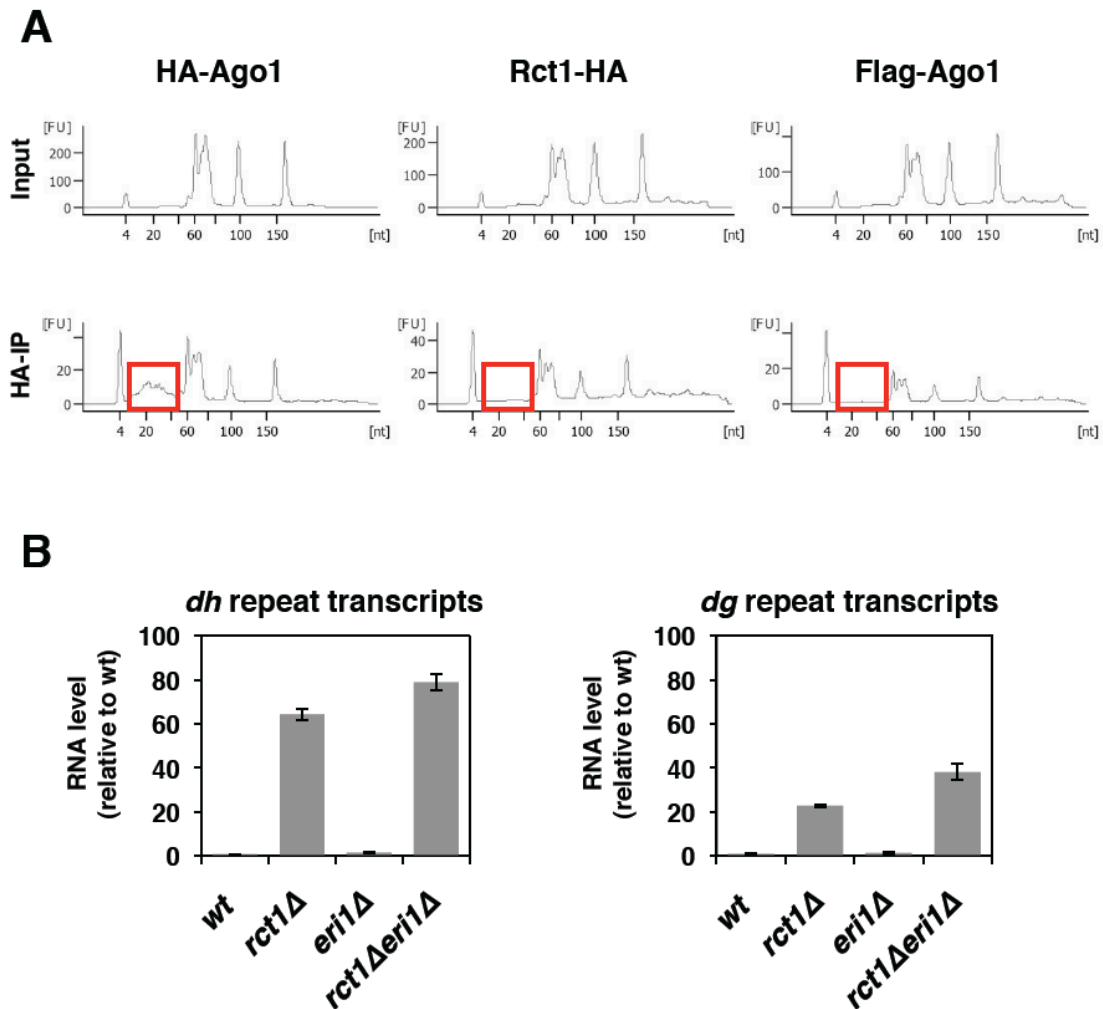 A
HA-Ago1 Rct1-HA Flag-Ago1
Input
[FU] [FU] [FU]
200 200
100 100 100
0 0 0
4 20 60 100 150 [nt] 4 20 60 100 150 [nt] 4 20 60 100 150 [nt]
HA-IP
[FU] [FU] [FU]
40
20 20 20
0 0 0
4 20 60 100 150 [nt] 4 20 60 100 150 [nt] 4 20 60 100 150 [nt]
B
dh repeat transcripts
RNA level
(relative to wt)
100
80
60
40
20
0
wt rct1Δ eri1Δ rct1Δeri1Δ
dg repeat transcripts
RNA level
(relative to wt)
100
80
60
40
20
0
wt rct1Δ eri1Δ rct1Δeri1Δ